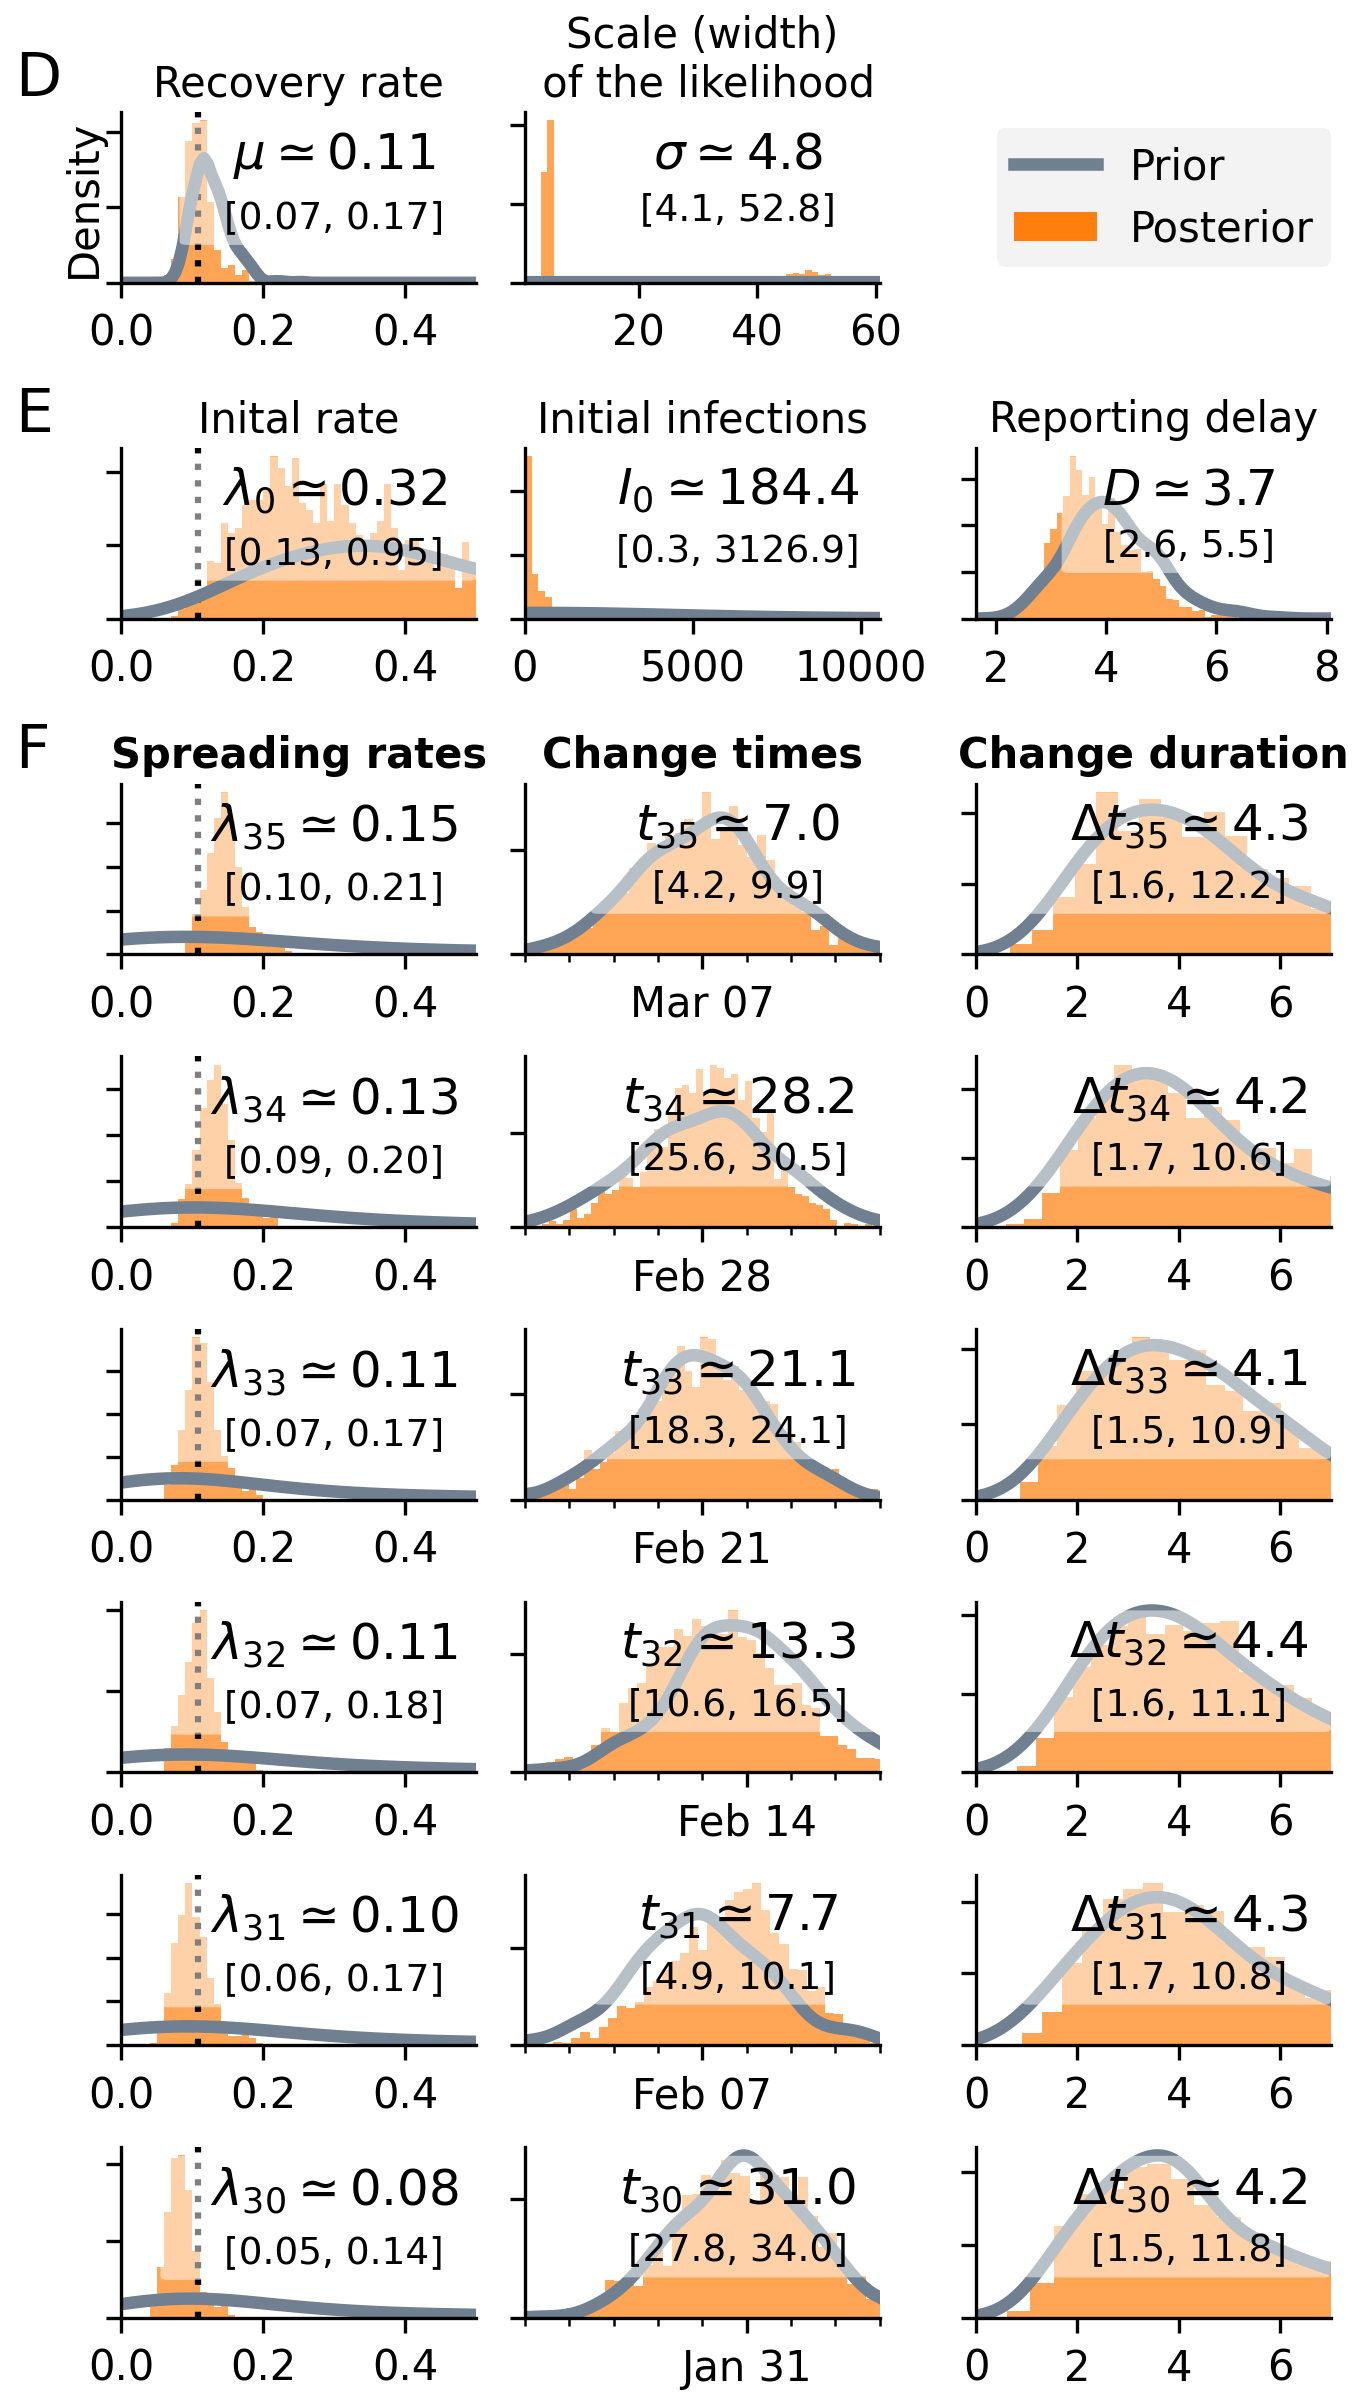 D
Recovery rate
Scale (width)
of the likelihood
Density
μ ≃ 0.11
[0.07, 0.17]
0.0 0.2 0.4
σ ≃ 4.8
[4.1, 52.8]
20 40 60
Prior
Posterior
E
Inital rate
λ0 ≃ 0.32
[0.13, 0.95]
0.0 0.2 0.4
Initial infections
I0 ≃ 184.4
[0.3, 3126.9]
0 5000 10000
Reporting delay
D ≃ 3.7
[2.6, 5.5]
2 4 6 8
F
Spreading rates
Change times
Change duration
λ35 ≃ 0.15
[0.10, 0.21]
0.0 0.2 0.4
t35 ≃ 7.0
[4.2, 9.9]
Mar 07
Δt35 ≃ 4.3
[1.6, 12.2]
0 2 4 6
λ34 ≃ 0.13
[0.09, 0.20]
0.0 0.2 0.4
t34 ≃ 28.2
[25.6, 30.5]
Feb 28
Δt34 ≃ 4.2
[1.7, 10.6]
0 2 4 6
λ33 ≃ 0.11
[0.07, 0.17]
0.0 0.2 0.4
t33 ≃ 21.1
[18.3, 24.1]
Feb 21
Δt33 ≃ 4.1
[1.5, 10.9]
0 2 4 6
λ32 ≃ 0.11
[0.07, 0.18]
0.0 0.2 0.4
t32 ≃ 13.3
[10.6, 16.5]
Feb 14
Δt32 ≃ 4.4
[1.6, 11.1]
0 2 4 6
λ31 ≃ 0.10
[0.06, 0.17]
0.0 0.2 0.4
t31 ≃ 7.7
[4.9, 10.1]
Feb 07
Δt31 ≃ 4.3
[1.7, 10.8]
0 2 4 6
λ30 ≃ 0.08
[0.05, 0.14]
0.0 0.2 0.4
t30 ≃ 31.0
[27.8, 34.0]
Jan 31
Δt30 ≃ 4.2
[1.5, 11.8]
0 2 4 6